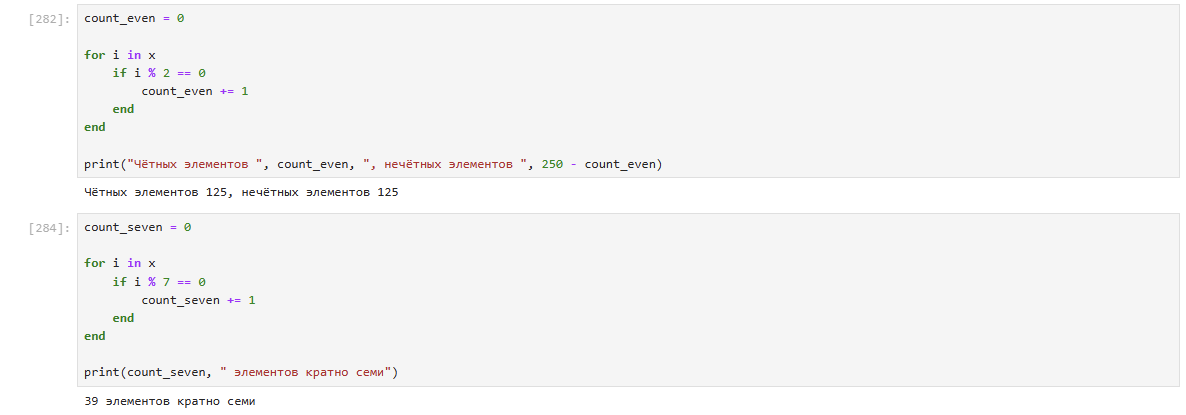 [282]:
count_even = 0
for i in x
if i % 2 == 0
count_even += 1
end
end
print("Чётных элементов ", count_even, ", нечётных элементов ", 250 - count_even)
Чётных элементов 125, нечётных элементов 125
[284]:
count_seven = 0
for i in x
if i % 7 == 0
count_seven += 1
end
end
print(count_seven, " элементов кратно семи")
39 элементов кратно семи